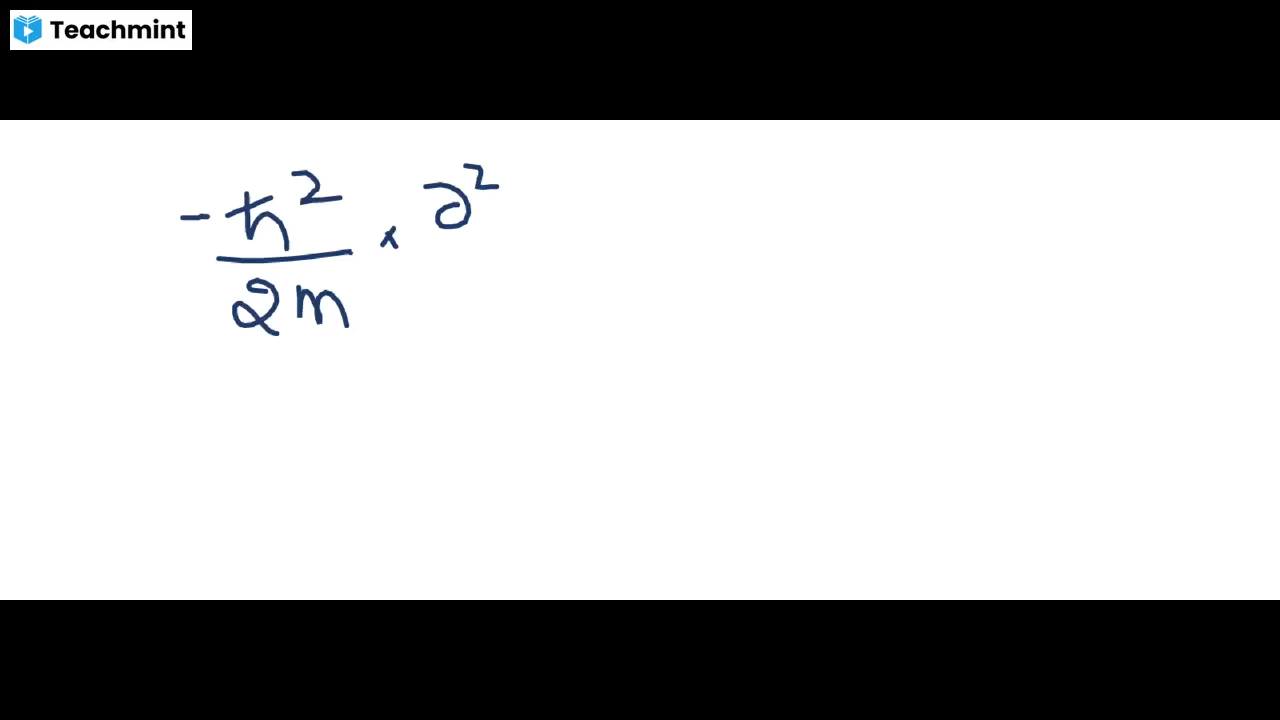 Teachmint
-ħ²/2m × ∂²